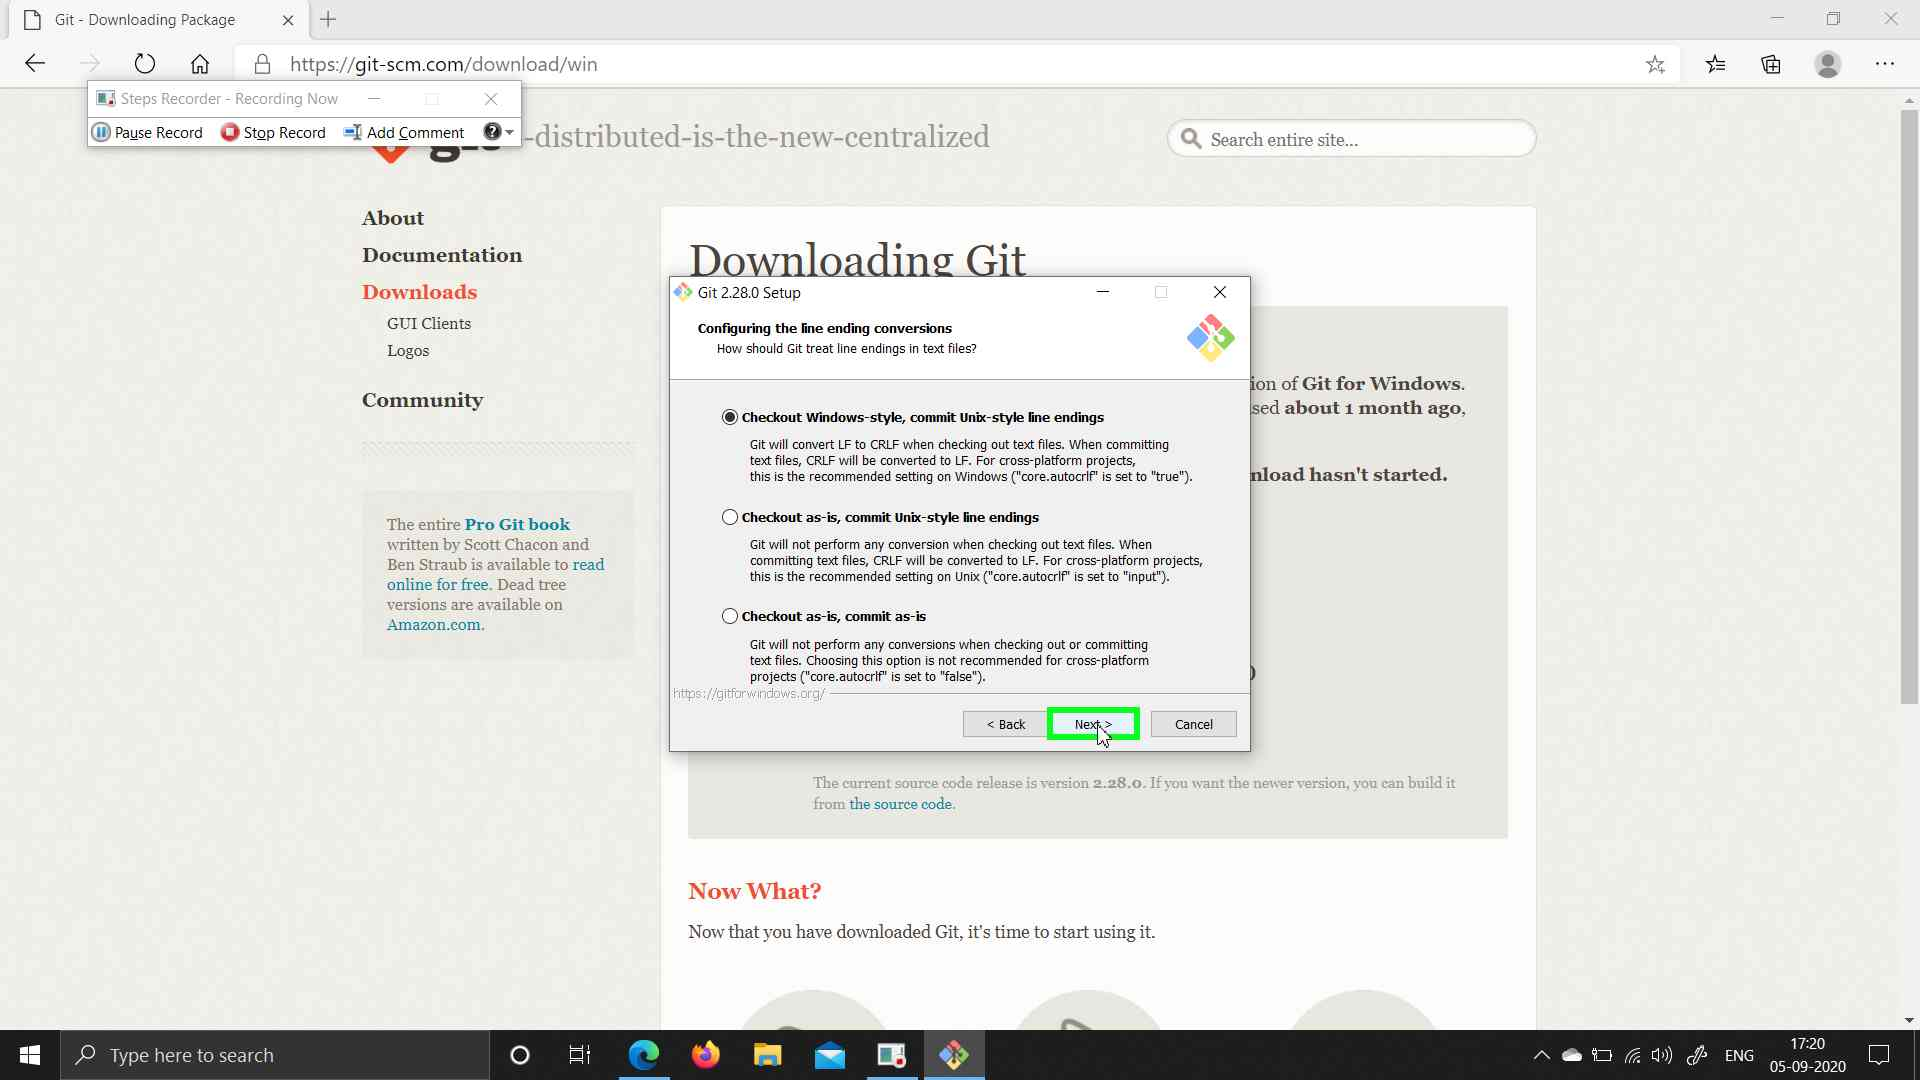 Git - Downloading Package
https://git-scm.com/download/win
Steps Recorder - Recording Now
Pause Record
Stop Record
Add Comment
-distributed-is-the-new-centralized
Search entire site...
About
Documentation
Downloads
GUI Clients
Logos
Community
The entire Pro Git book
written by Scott Chacon and
Ben Straub is available to read
online for free. Dead tree
versions are available on
Amazon.com.
Downloading Git
ion of Git for Windows.
sed about 1 month ago,
nload hasn't started.
Git 2.28.0 Setup
Configuring the line ending conversions
How should Git treat line endings in text files?
Checkout Windows-style, commit Unix-style line endings
Git will convert LF to CRLF when checking out text files. When committing
text files, CRLF will be converted to LF. For cross-platform projects,
this is the recommended setting on Windows ("core.autocrlf" is set to "true").
Checkout as-is, commit Unix-style line endings
Git will not perform any conversion when checking out text files. When
committing text files, CRLF will be converted to LF. For cross-platform projects,
this is the recommended setting on Unix ("core.autocrlf" is set to "input").
Checkout as-is, commit as-is
Git will not perform any conversions when checking out or committing
text files. Choosing this option is not recommended for cross-platform
projects ("core.autocrlf" is set to "false").
https://gitforwindows.org/
< Back
Next >
Cancel
The current source code release is version 2.28.0. If you want the newer version, you can build it
from the source code.
Now What?
Now that you have downloaded Git, it's time to start using it.
Type here to search
ENG
17:20
05-09-2020